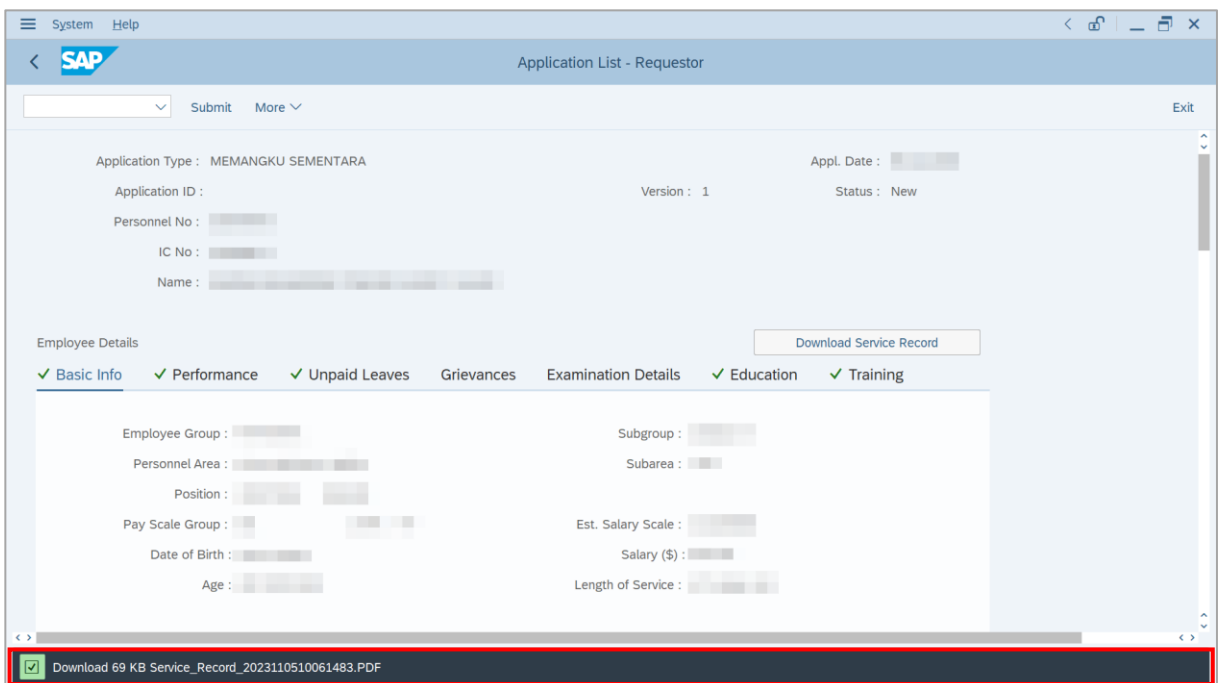 System Help
SAP Application List - Requestor
Submit More Exit
Application Type : MEMANGKU SEMENTARA Appl. Date :
Application ID : Version : 1 Status : New
Personnel No :
IC No :
Name :
Employee Details Download Service Record
Basic Info Performance Unpaid Leaves Grievances Examination Details Education Training
Employee Group : Subgroup :
Personnel Area : Subarea :
Position :
Pay Scale Group : Est. Salary Scale :
Date of Birth : Salary ($) :
Age : Length of Service :
Download 69 KB Service_Record_2023110510061483.PDF